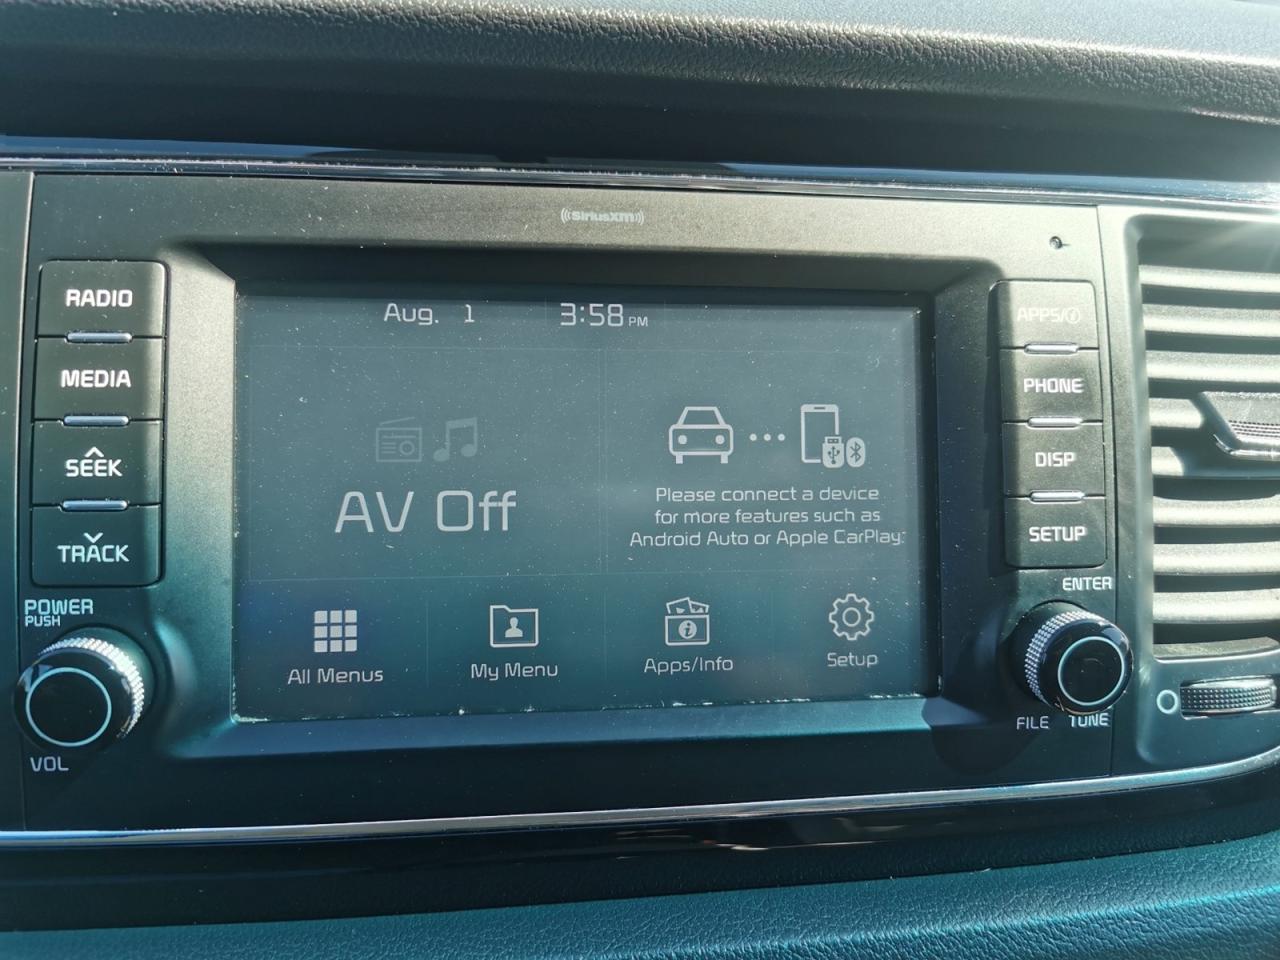 ((SiriusXM))
RADIO
MEDIA
SEEK
TRACK
POWER
PUSH
VOL
Aug. 1 3:58 PM
AV Off
Please connect a device
for more features such as
Android Auto or Apple CarPlay.
All Menus
My Menu
Apps/Info
Setup
APPS/i
PHONE
DISP
SETUP
ENTER
FILE TUNE